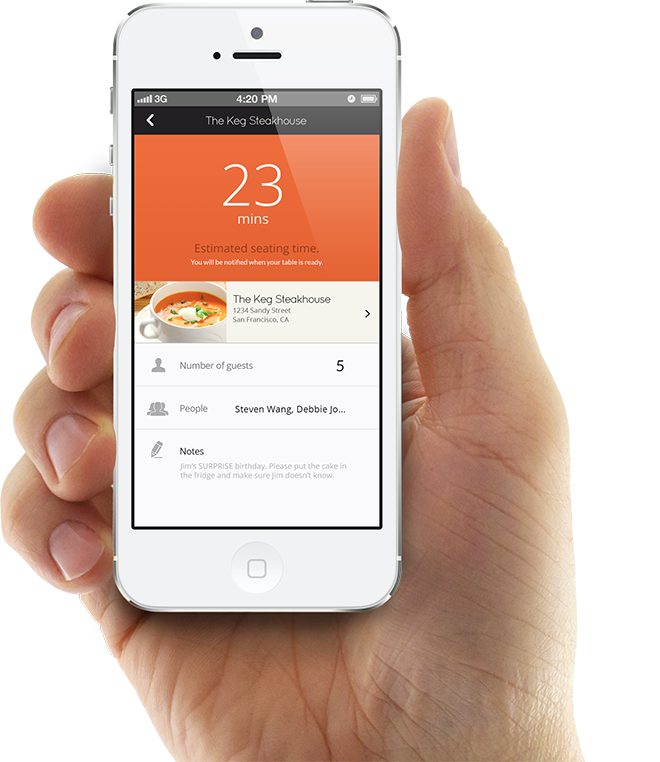 3G 4:20 PM
The Keg Steakhouse
23
mins
Estimated seating time.
You will be notified when your table is ready.
The Keg Steakhouse
1234 Sandy Street
San Francisco, CA
Number of guests 5
People Steven Wang, Debbie Jo...
Notes
Jim's SURPRISE birthday. Please put the cake in
the fridge and make sure Jim doesn't know.